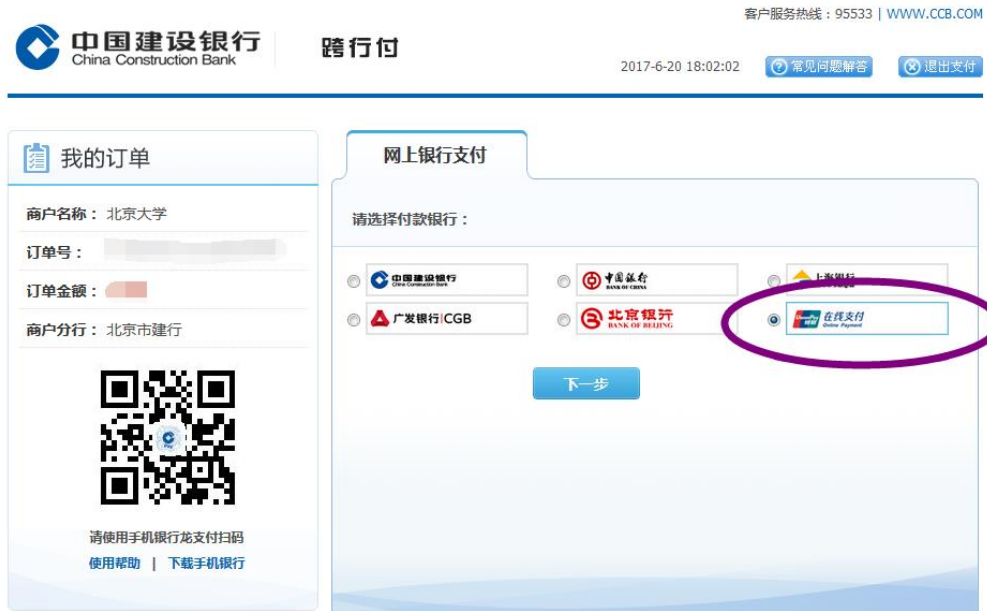 客户服务热线：95533 | WWW.CCB.COM
中国建设银行
China Construction Bank
跨行付
2017-6-20 18:02:02
常见问题解答
退出支付
我的订单
商户名称： 北京大学
订单号：
订单金额：
商户分行： 北京市建行
请使用手机银行龙支付扫码
使用帮助 | 下载手机银行
网上银行支付
请选择付款银行：
中国建设银行
China Construction Bank
中国银行
BANK OF CHINA
上海银行
广发银行|CGB
北京银行
BANK OF BEIJING
UnionPay
银联
在线支付
Online Payment
下一步